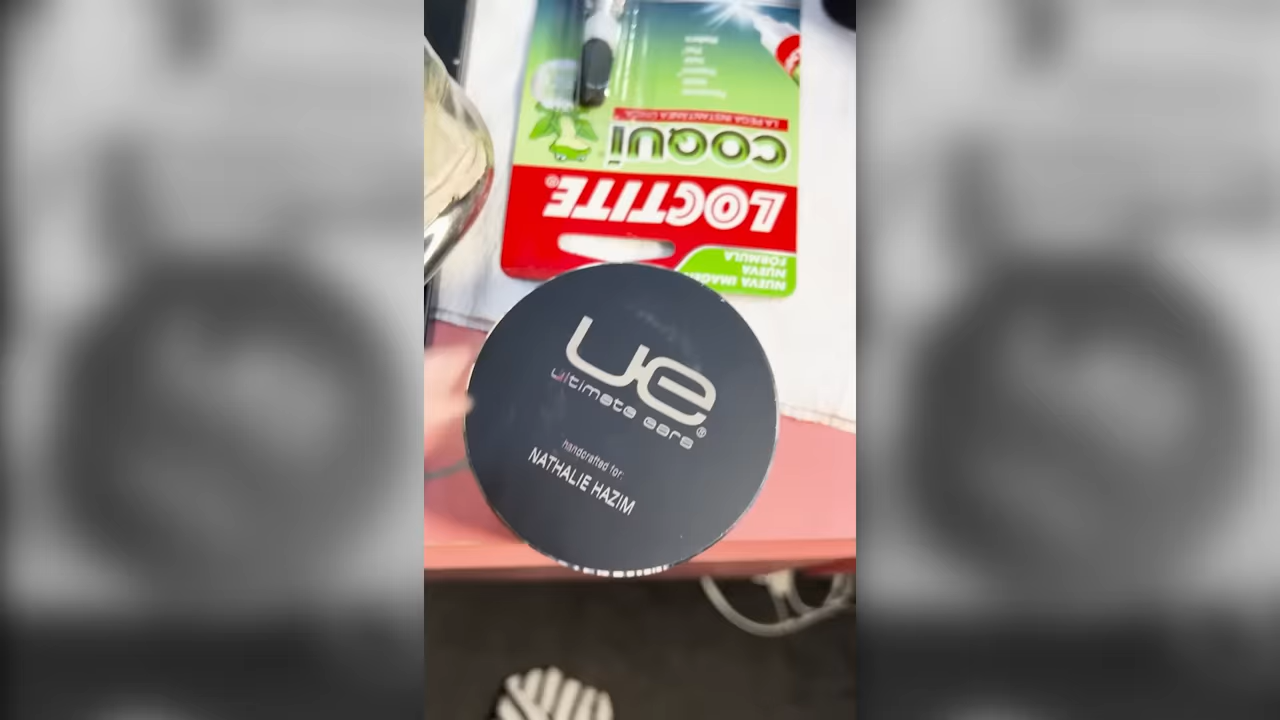 LA PEGA INSTANTÁNEA ÚNICA
COQUÍ
LOCTITE®
NUEVA IMAGEN
NUEVA
FÓRMULA
ue®
ultimate ears
handcrafted for:
NATHALIE HAZIM